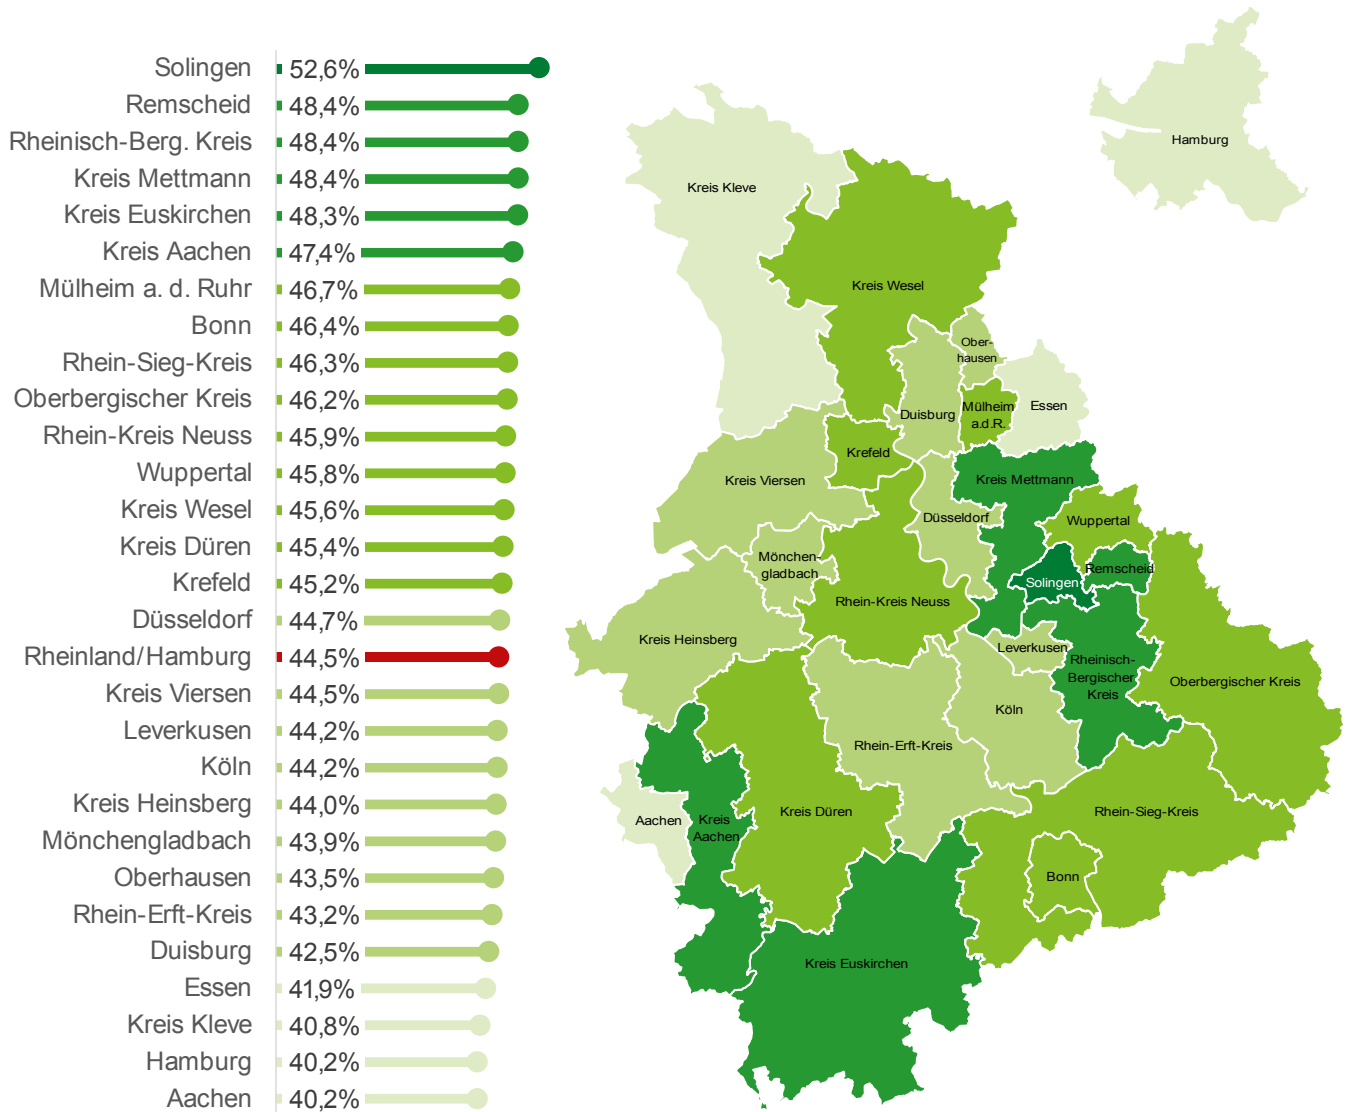 Solingen 52,6%
Remscheid 48,4%
Rheinisch-Berg. Kreis 48,4%
Kreis Mettmann 48,4%
Kreis Euskirchen 48,3%
Kreis Aachen 47,4%
Mülheim a. d. Ruhr 46,7%
Bonn 46,4%
Rhein-Sieg-Kreis 46,3%
Oberbergischer Kreis 46,2%
Rhein-Kreis Neuss 45,9%
Wuppertal 45,8%
Kreis Wesel 45,6%
Kreis Düren 45,4%
Krefeld 45,2%
Düsseldorf 44,7%
Rheinland/Hamburg 44,5%
Kreis Viersen 44,5%
Leverkusen 44,2%
Köln 44,2%
Kreis Heinsberg 44,0%
Mönchengladbach 43,9%
Oberhausen 43,5%
Rhein-Erft-Kreis 43,2%
Duisburg 42,5%
Essen 41,9%
Kreis Kleve 40,8%
Hamburg 40,2%
Aachen 40,2%
Hamburg
Kreis Kleve
Kreis Wesel
Ober-
hausen
Duisburg
Mülheim
a.d.R.
Essen
Krefeld
Kreis Viersen
Kreis Mettmann
Düsseldorf
Wuppertal
Mönchen-
gladbach
Remscheid
Solingen
Rhein-Kreis Neuss
Kreis Heinsberg
Leverkusen
Rheinisch-
Bergischer
Kreis
Oberbergischer Kreis
Köln
Rhein-Erft-Kreis
Aachen
Kreis
Aachen
Kreis Düren
Rhein-Sieg-Kreis
Bonn
Kreis Euskirchen